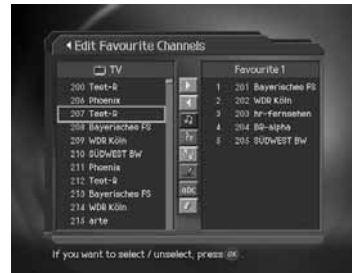 Edit Favourite Channels
TV
200 Test-R
206 Phoenix
207 Test-R
208 Bayerisches FS
209 WDR Köln
210 SÜDWEST BW
211 Phoenix
212 Test-R
213 Bayerisches FS
214 WDR Köln
215 arte
abc
Favourite 1
1 201 Bayerisches FS
2 202 WDR Köln
3 203 hr-fernsehen
4 204 BR-alpha
5 205 SÜDWEST BW
If you want to select / unselect, press OK .